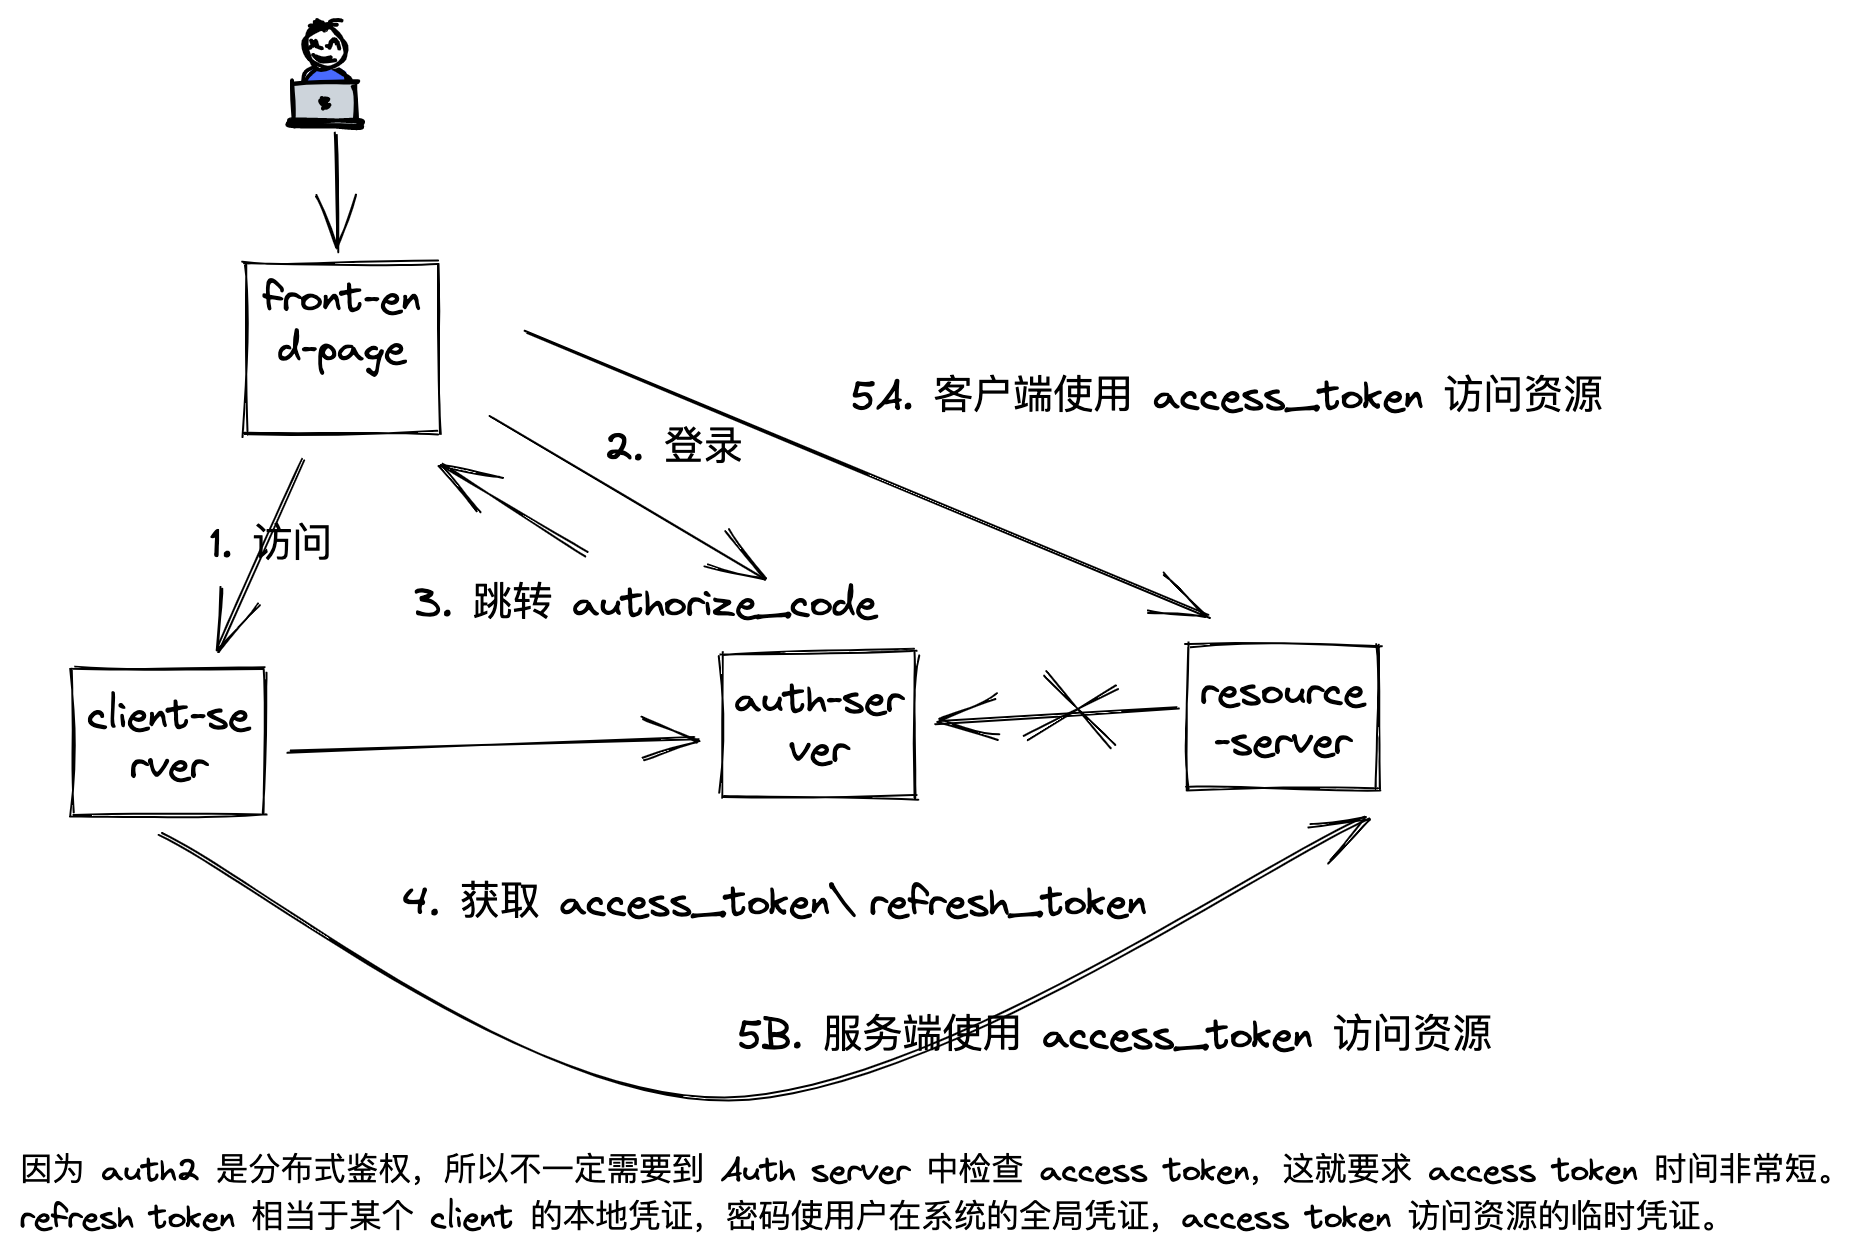 front-en
d-page
5A. 客户端使用 access_token 访问资源
2. 登录
1. 访问
3. 跳转 authorize_code
client-se
rver
auth-ser
ver
resource
-server
4. 获取 access_token\ refresh_token
5B. 服务端使用 access_token 访问资源
因为 auth2 是分布式鉴权，所以不一定需要到 Auth server 中检查 access token，这就要求 access token 时间非常短。
refresh token 相当于某个 client 的本地凭证，密码使用户在系统的全局凭证，access token 访问资源的临时凭证。